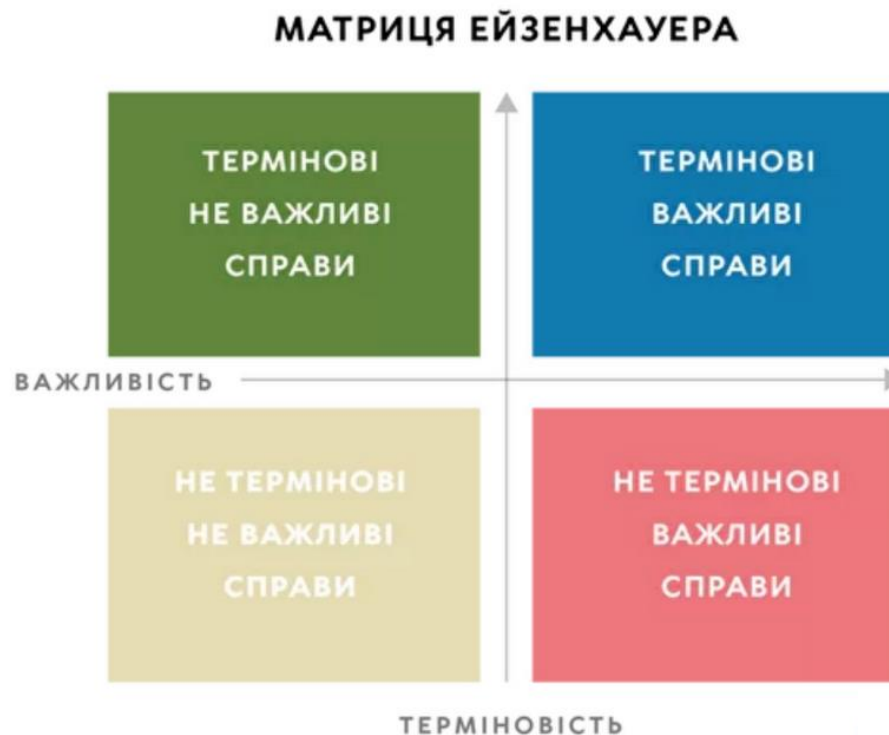 МАТРИЦЯ ЕЙЗЕНХАУЕРА
ТЕРМІНОВІ
НЕ ВАЖЛИВІ
СПРАВИ
ТЕРМІНОВІ
ВАЖЛИВІ
СПРАВИ
ВАЖЛИВІСТЬ
НЕ ТЕРМІНОВІ
НЕ ВАЖЛИВІ
СПРАВИ
НЕ ТЕРМІНОВІ
ВАЖЛИВІ
СПРАВИ
ТЕРМІНОВІСТЬ